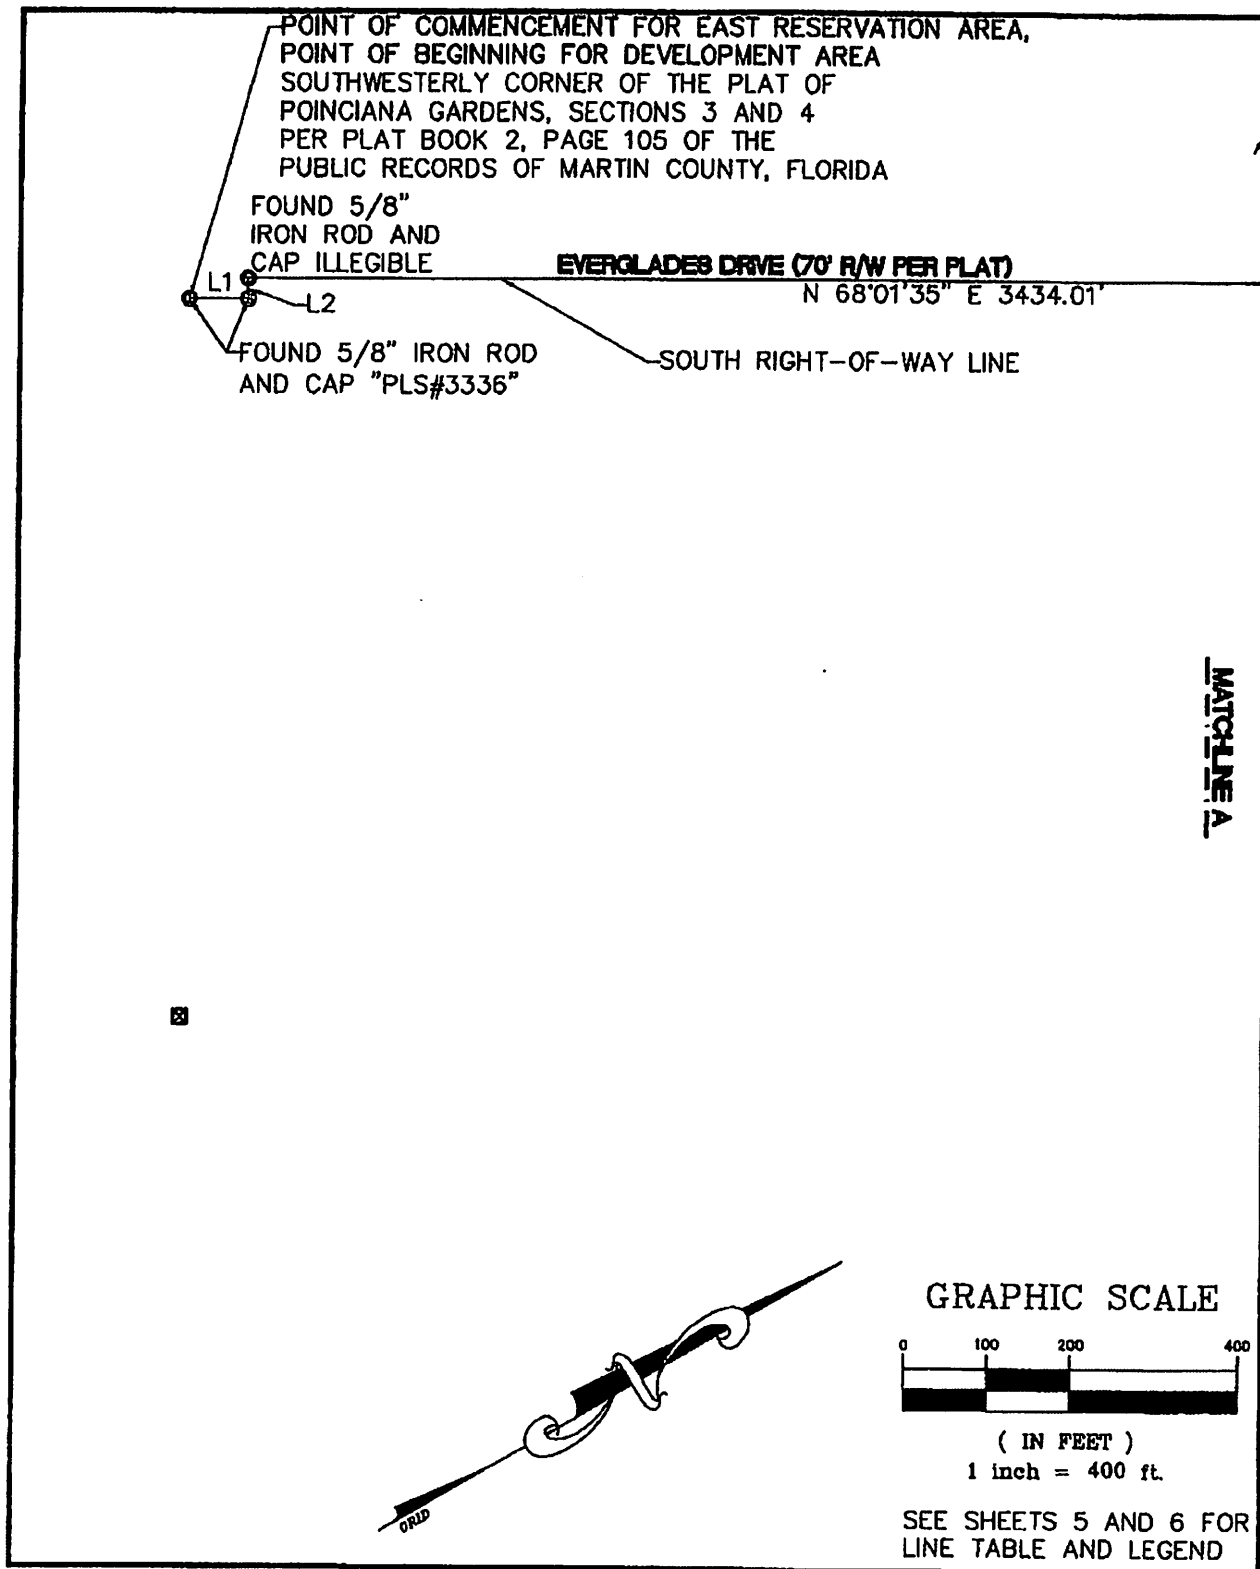 POINT OF COMMENCEMENT FOR EAST RESERVATION AREA,
POINT OF BEGINNING FOR DEVELOPMENT AREA
SOUTHWESTERLY CORNER OF THE PLAT OF
POINCIANA GARDENS, SECTIONS 3 AND 4
PER PLAT BOOK 2, PAGE 105 OF THE
PUBLIC RECORDS OF MARTIN COUNTY, FLORIDA
FOUND 5/8"
IRON ROD AND
CAP ILLEGIBLE
L1
L2
EVERGLADES DRIVE (70' R/W PER PLAT)
N 68°01'35" E 3434.01'
FOUND 5/8" IRON ROD
AND CAP "PLS#3336"
SOUTH RIGHT-OF-WAY LINE
MATCHLINE A
GRID
GRAPHIC SCALE
0 100 200 400
( IN FEET )
1 inch = 400 ft.
SEE SHEETS 5 AND 6 FOR
LINE TABLE AND LEGEND